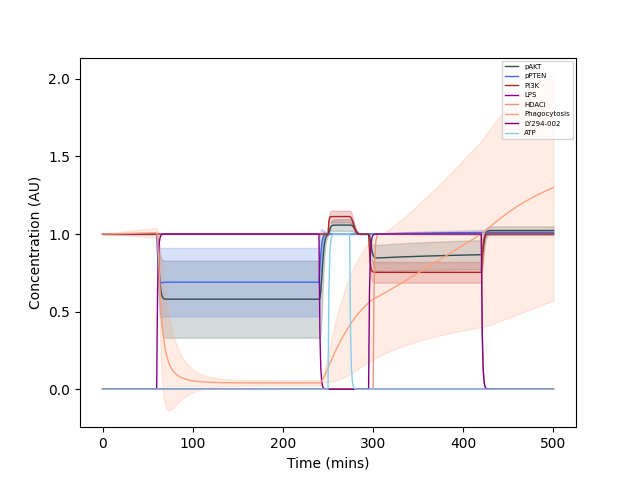 2.0
1.5
1.0
0.5
0.0
Concentration (AU)
0
100
200
300
400
500
Time (mins)
pAKT
pPTEN
PI3K
LPS
HDACi
Phagocytosis
LY294-002
ATP